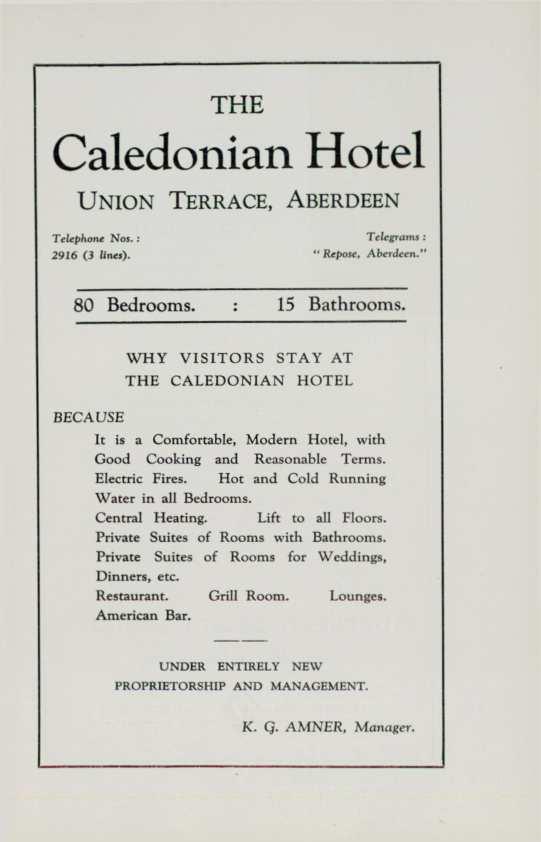 THE
Caledonian Hotel
UNION TERRACE, ABERDEEN
Telephone Nos. :
2916 (3 lines).
Telegrams :
"Repose, Aberdeen."
80 Bedrooms. : 15 Bathrooms.
WHY VISITORS STAY AT
THE CALEDONIAN HOTEL
BECAUSE
It is a Comfortable, Modern Hotel, with
Good Cooking and Reasonable Terms.
Electric Fires. Hot and Cold Running
Water in all Bedrooms.
Central Heating. Lift to all Floors.
Private Suites of Rooms with Bathrooms.
Private Suites of Rooms for Weddings,
Dinners, etc.
Restaurant. Grill Room. Lounges.
American Bar.
UNDER ENTIRELY NEW
PROPRIETORSHIP AND MANAGEMENT.
K. G. AMNER, Manager.